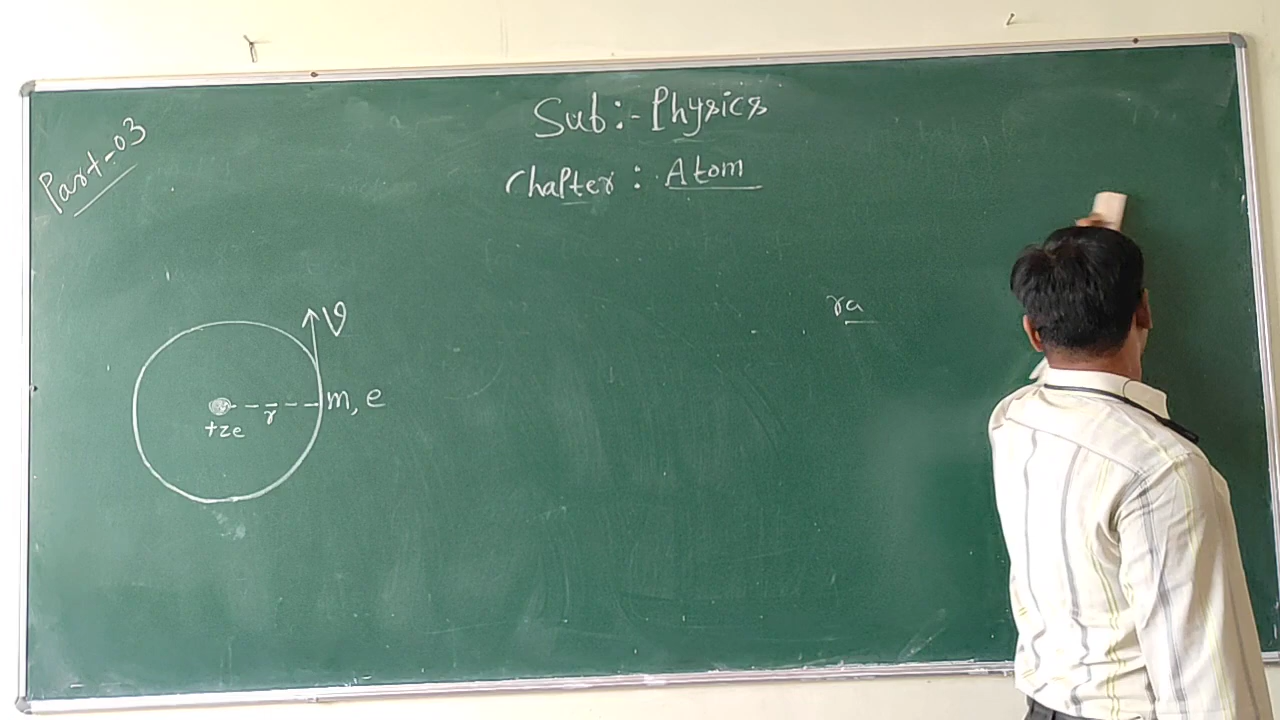 Part-03
Sub:- Physics
Chapter : Atom
V
m, e
r
+ze
ra